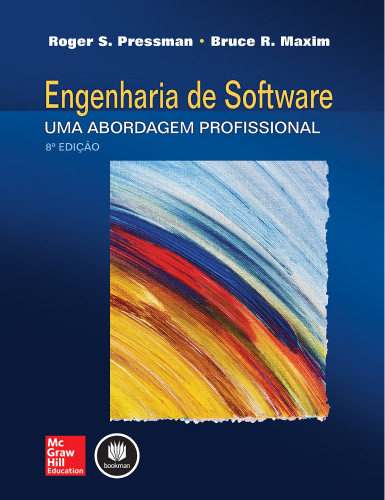 Roger S. Pressman • Bruce R. Maxim
Engenharia de Software
UMA ABORDAGEM PROFISSIONAL
8ª EDIÇÃO
Mc
Graw
Hill
Education
bookman